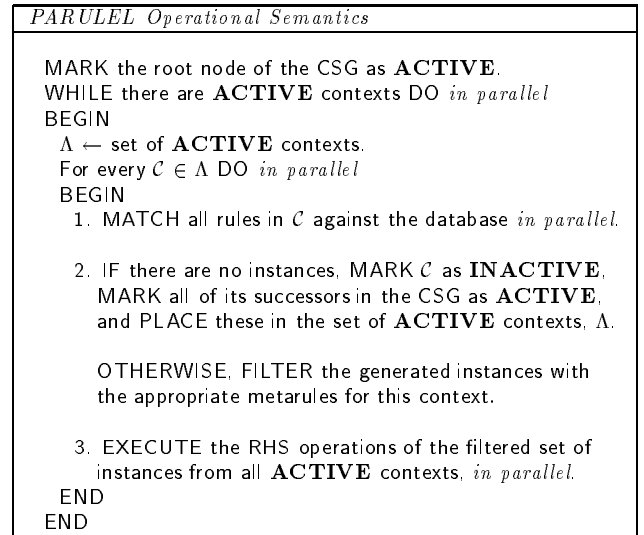 PARULEL Operational Semantics
MARK the root node of the CSG as ACTIVE.
WHILE there are ACTIVE contexts DO in parallel
BEGIN
Λ ← set of ACTIVE contexts.
For every C ∈ Λ DO in parallel
BEGIN
1. MATCH all rules in C against the database in parallel.
2. IF there are no instances, MARK C as INACTIVE,
MARK all of its successors in the CSG as ACTIVE,
and PLACE these in the set of ACTIVE contexts, Λ.
OTHERWISE, FILTER the generated instances with
the appropriate metarules for this context.
3. EXECUTE the RHS operations of the filtered set of
instances from all ACTIVE contexts, in parallel.
END
END